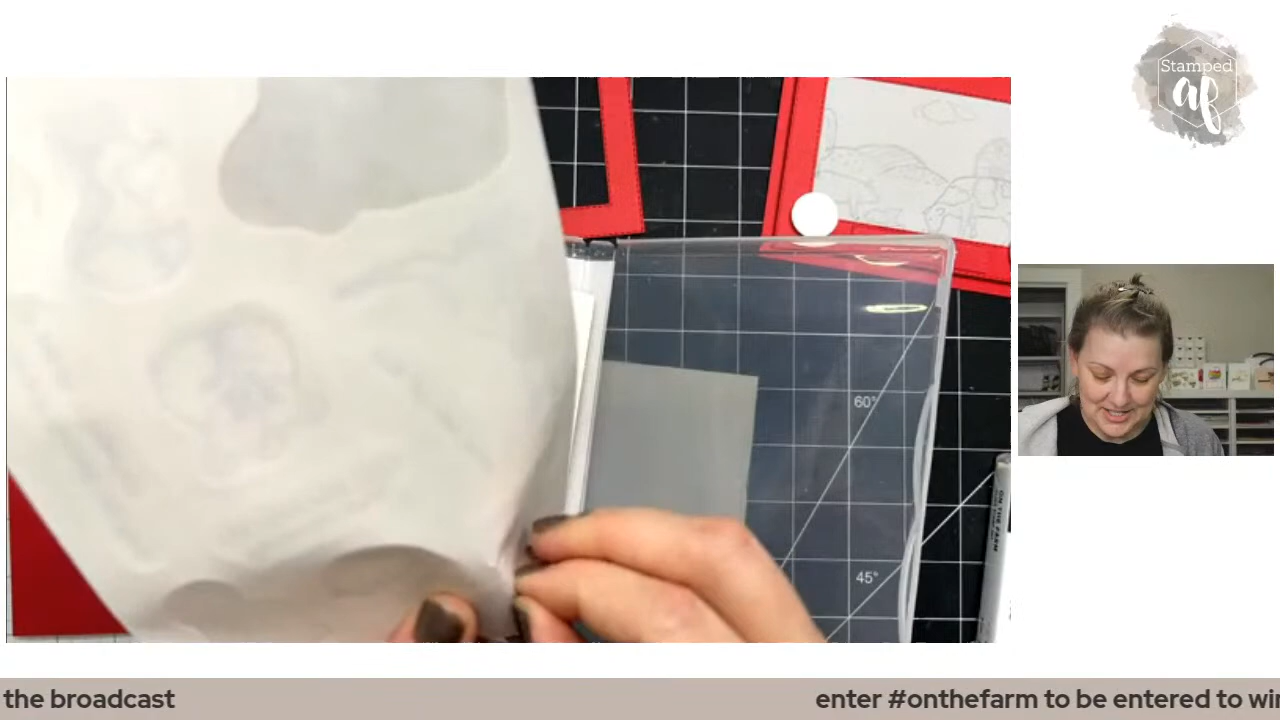 Stamped
af
60°
45°
ON THE FARM
the broadcast
enter #onthefarm to be entered to wi